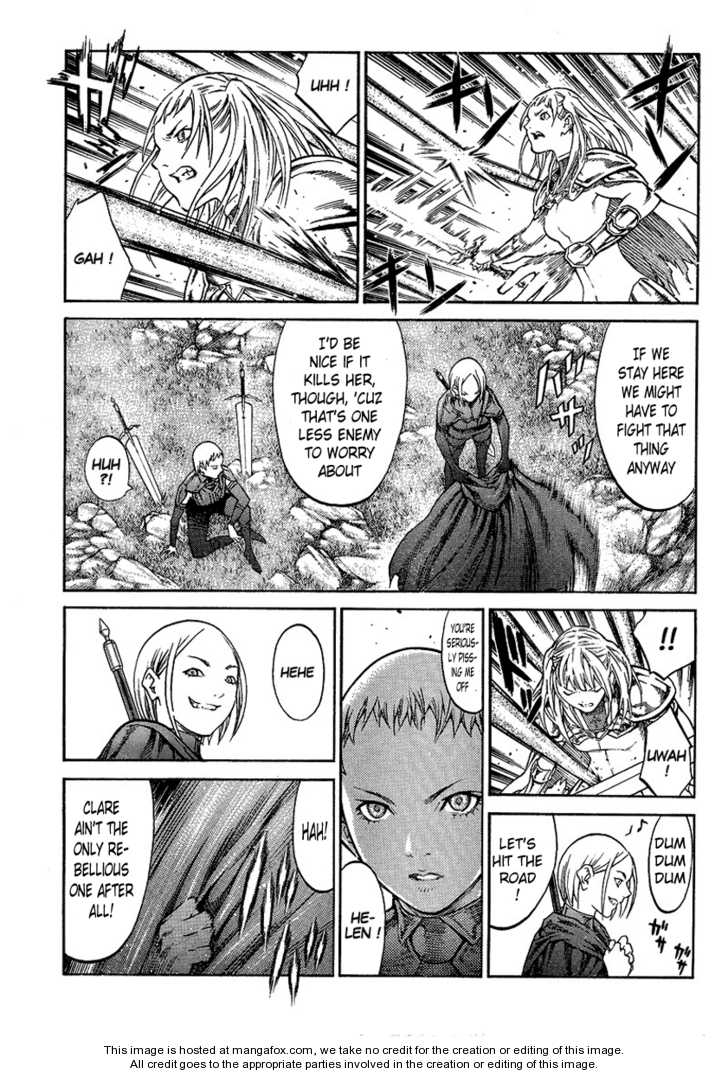 UHH !
GAH !
IF WE
STAY HERE
WE MIGHT
HAVE TO
FIGHT THAT
THING
ANYWAY
I'D BE
NICE IF IT
KILLS HER,
THOUGH, 'CUZ
THAT'S ONE
LESS ENEMY
TO WORRY
ABOUT
HUH
?!
!!
UWAH
!
DUM
DUM
DUM
♪
LET'S
HIT THE
ROAD
!
YOU'RE
SERIOUS-
LY PISS-
ING ME
OFF
HE-
LEN !
HEHE
HAH!
CLARE
AIN'T THE
ONLY RE-
BELLIOUS
ONE AFTER
ALL!
This image is hosted at mangafox.com, we take no credit for the creation or editing of this image.
All credit goes to the appropriate parties involved in the creation or editing of this image.